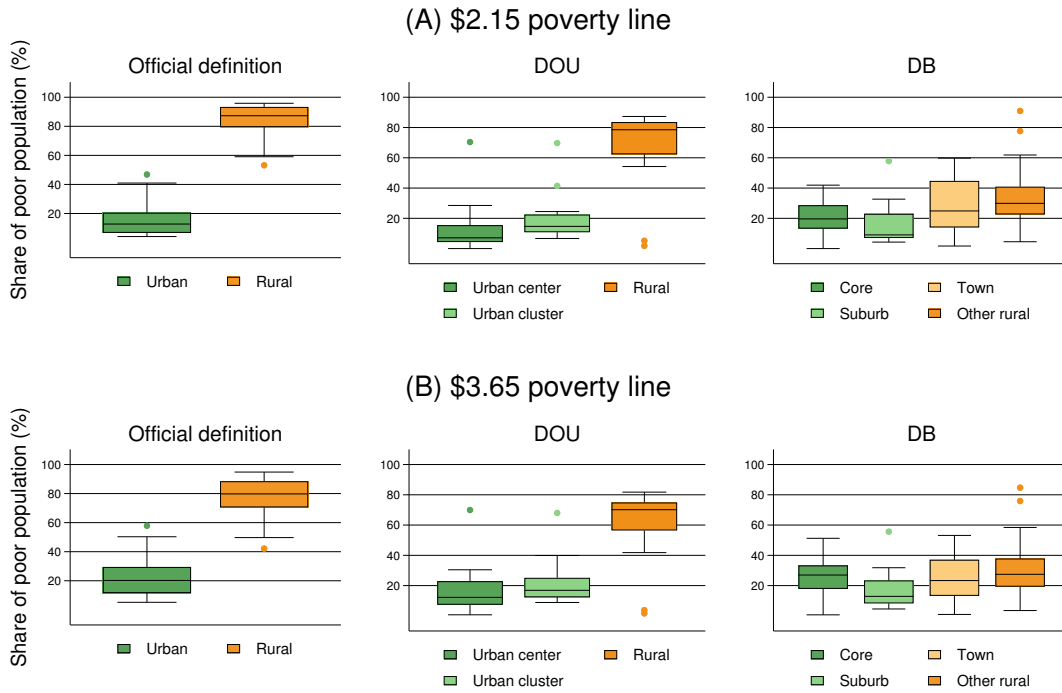 (A) $2.15 poverty line
Share of poor population (%)
Official definition
100
80
60
40
20
Urban
Rural
DOU
100
80
60
40
20
Urban center
Rural
Urban cluster
DB
100
80
60
40
20
Core
Town
Suburb
Other rural
(B) $3.65 poverty line
Share of poor population (%)
Official definition
100
80
60
40
20
Urban
Rural
DOU
100
80
60
40
20
Urban center
Rural
Urban cluster
DB
100
80
60
40
20
Core
Town
Suburb
Other rural